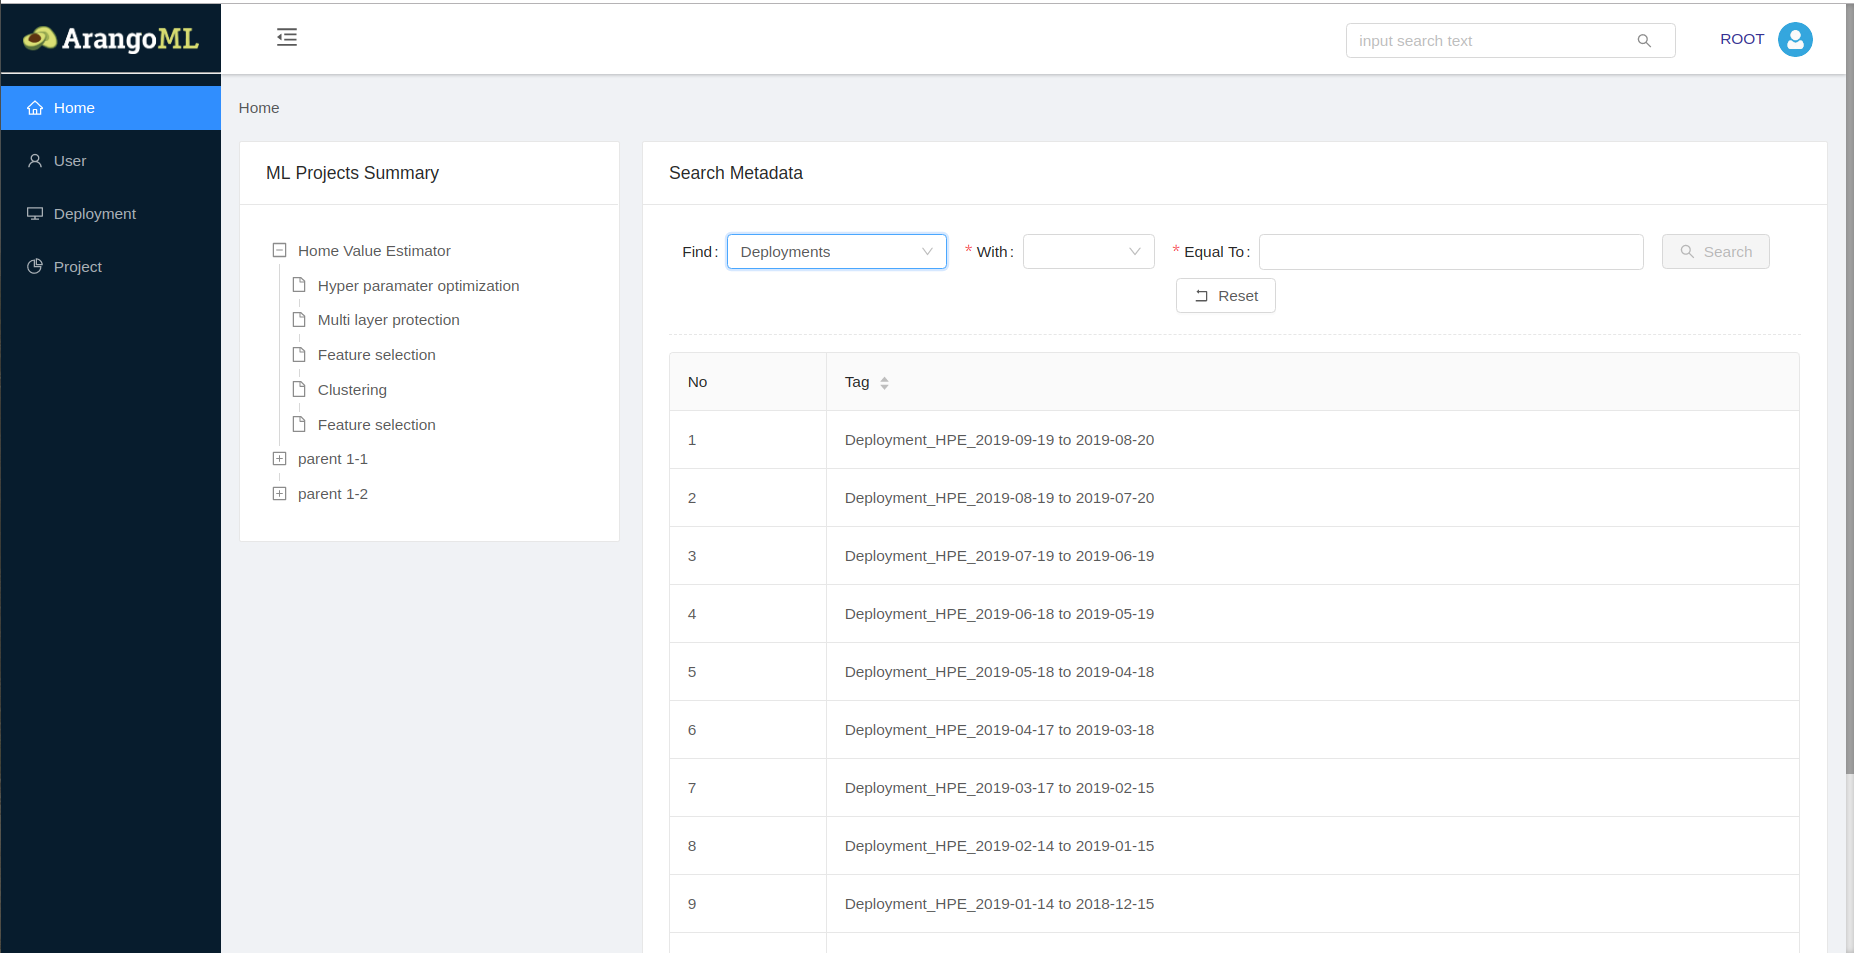 ArangoML
input search text
ROOT
Home
User
Deployment
Project
Home
ML Projects Summary
Home Value Estimator
Hyper paramater optimization
Multi layer protection
Feature selection
Clustering
Feature selection
parent 1-1
parent 1-2
Search Metadata
Find: Deployments * With: * Equal To: Search
Reset
No Tag
1 Deployment_HPE_2019-09-19 to 2019-08-20
2 Deployment_HPE_2019-08-19 to 2019-07-20
3 Deployment_HPE_2019-07-19 to 2019-06-19
4 Deployment_HPE_2019-06-18 to 2019-05-19
5 Deployment_HPE_2019-05-18 to 2019-04-18
6 Deployment_HPE_2019-04-17 to 2019-03-18
7 Deployment_HPE_2019-03-17 to 2019-02-15
8 Deployment_HPE_2019-02-14 to 2019-01-15
9 Deployment_HPE_2019-01-14 to 2018-12-15